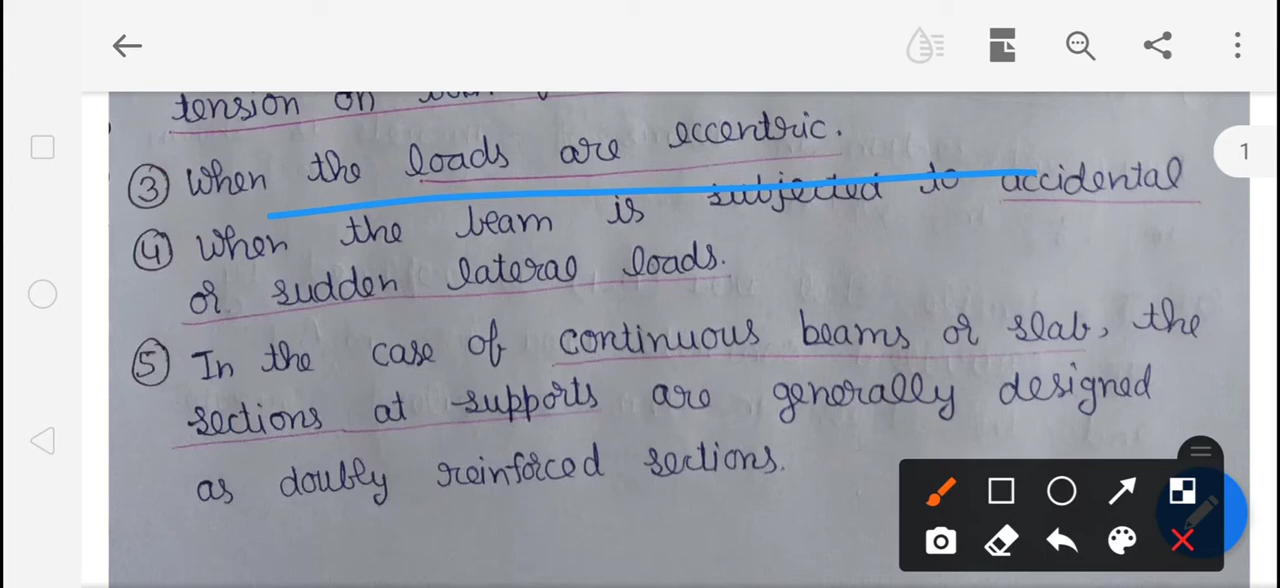 tension on
③ When the loads are eccentric.
1
④ When the beam is subjected to accidental
or sudden lateral loads.
⑤ In the case of continuous beams or slab, the
sections at supports are generally designed
as doubly reinforced sections.